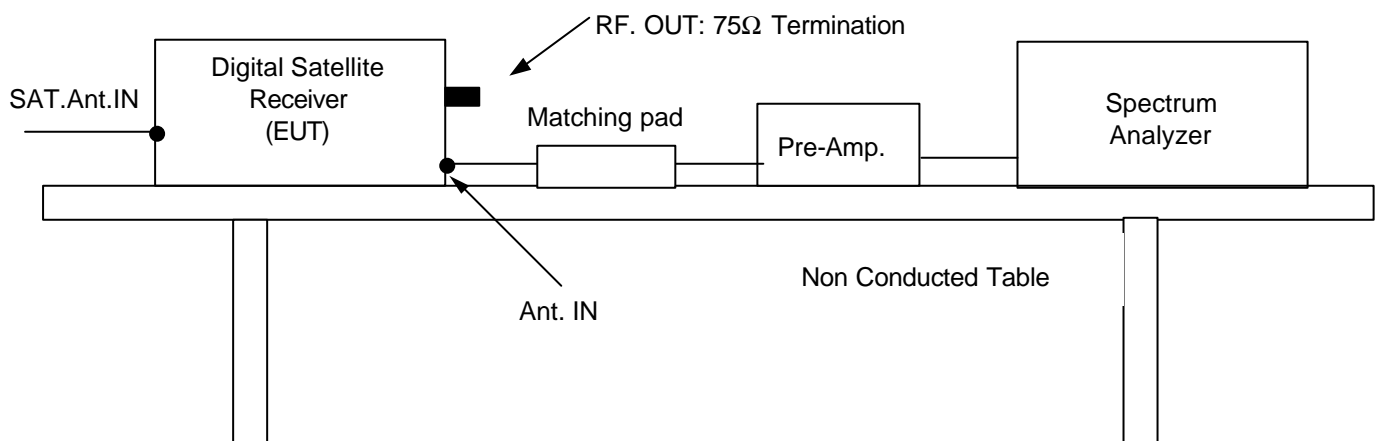 RF. OUT: 75Ω Termination
Digital Satellite
Receiver
(EUT)
SAT.Ant.IN
Matching pad
Pre-Amp.
Spectrum
Analyzer
Non Conducted Table
Ant. IN